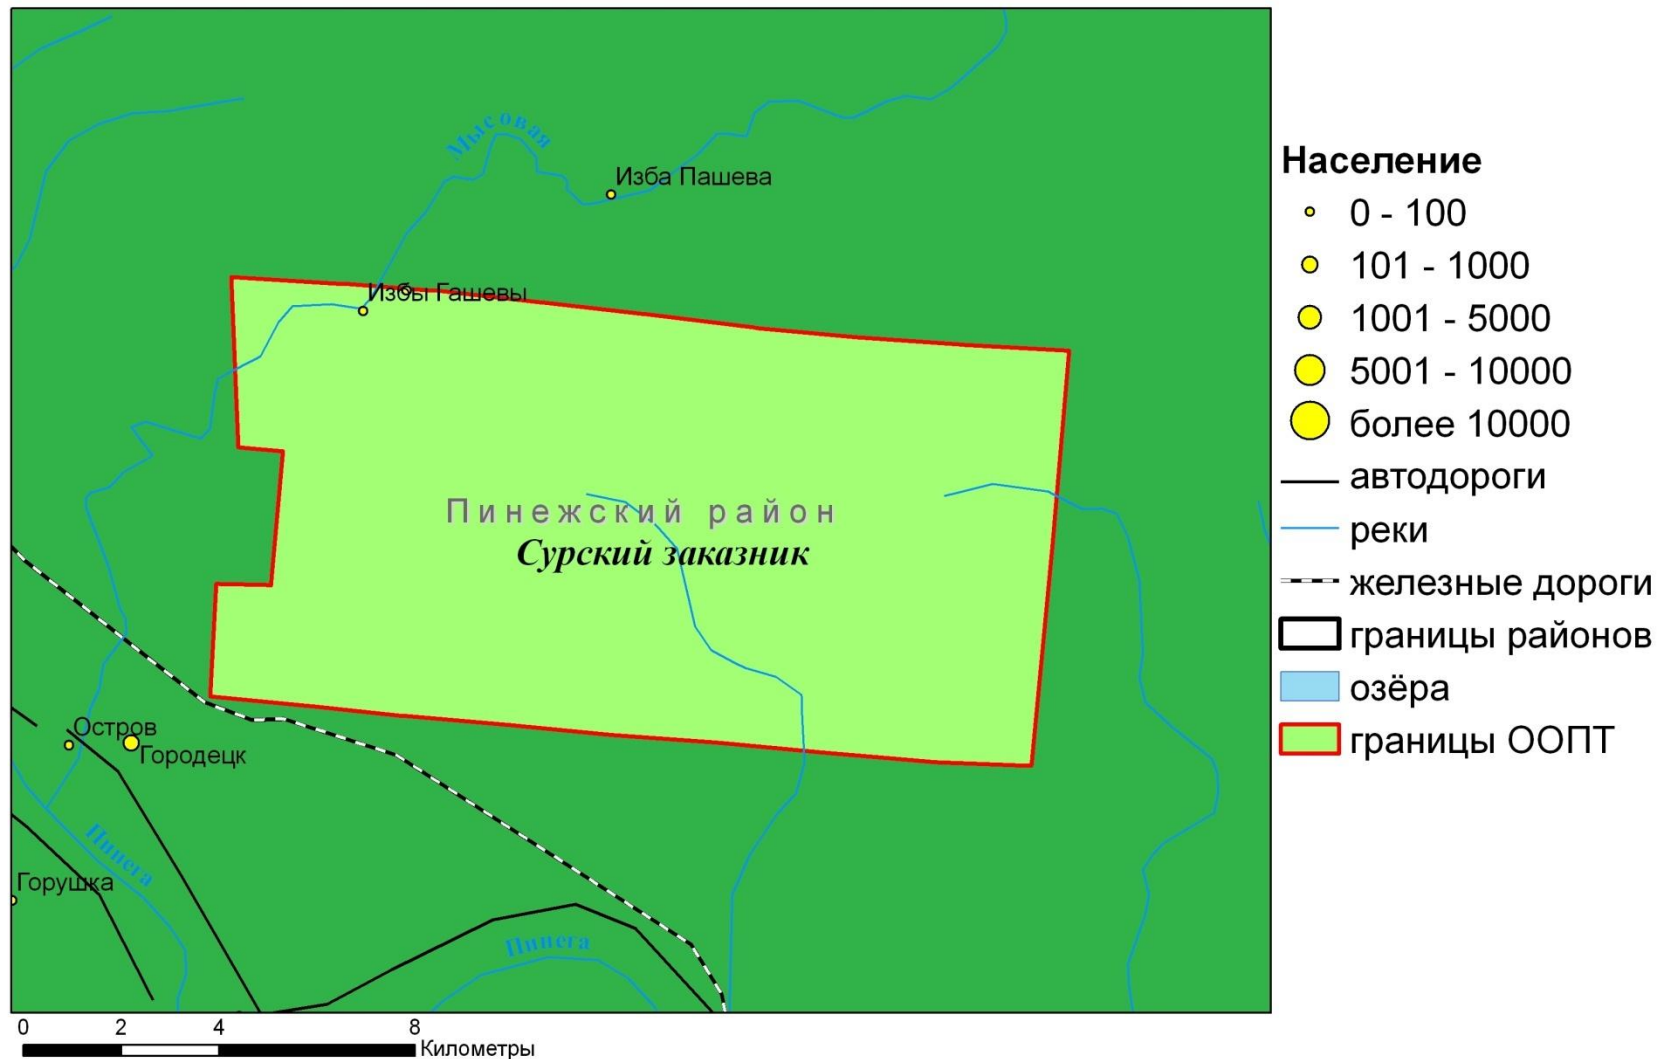 Мысовая
Изба Пашева
Избы Гашевы
Пинежский район
Сурский заказник
Остров
Городецк
Пинега
Горушка
Пинега
0 2 4 8
Километры
Население
0 - 100
101 - 1000
1001 - 5000
5001 - 10000
более 10000
автодороги
реки
железные дороги
границы районов
озёра
границы ООПТ